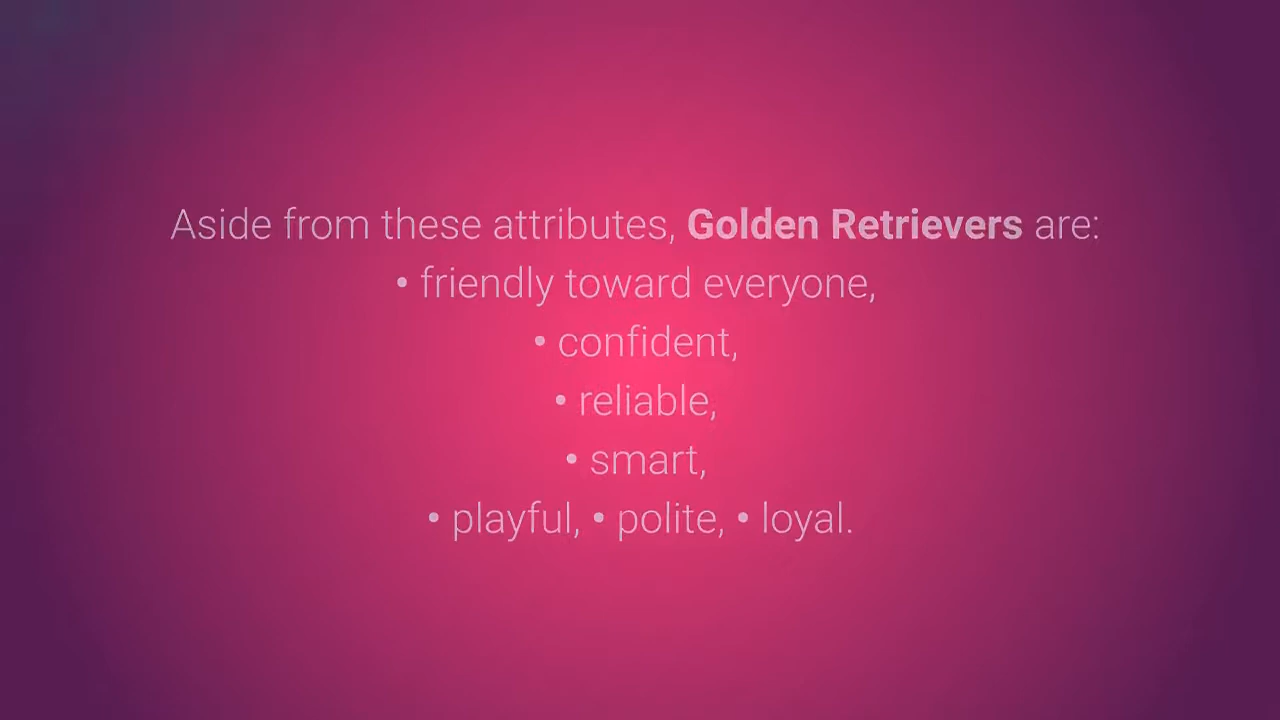 Aside from these attributes, Golden Retrievers are:
• friendly toward everyone,
• confident,
• reliable,
• smart,
• playful, • polite, • loyal.